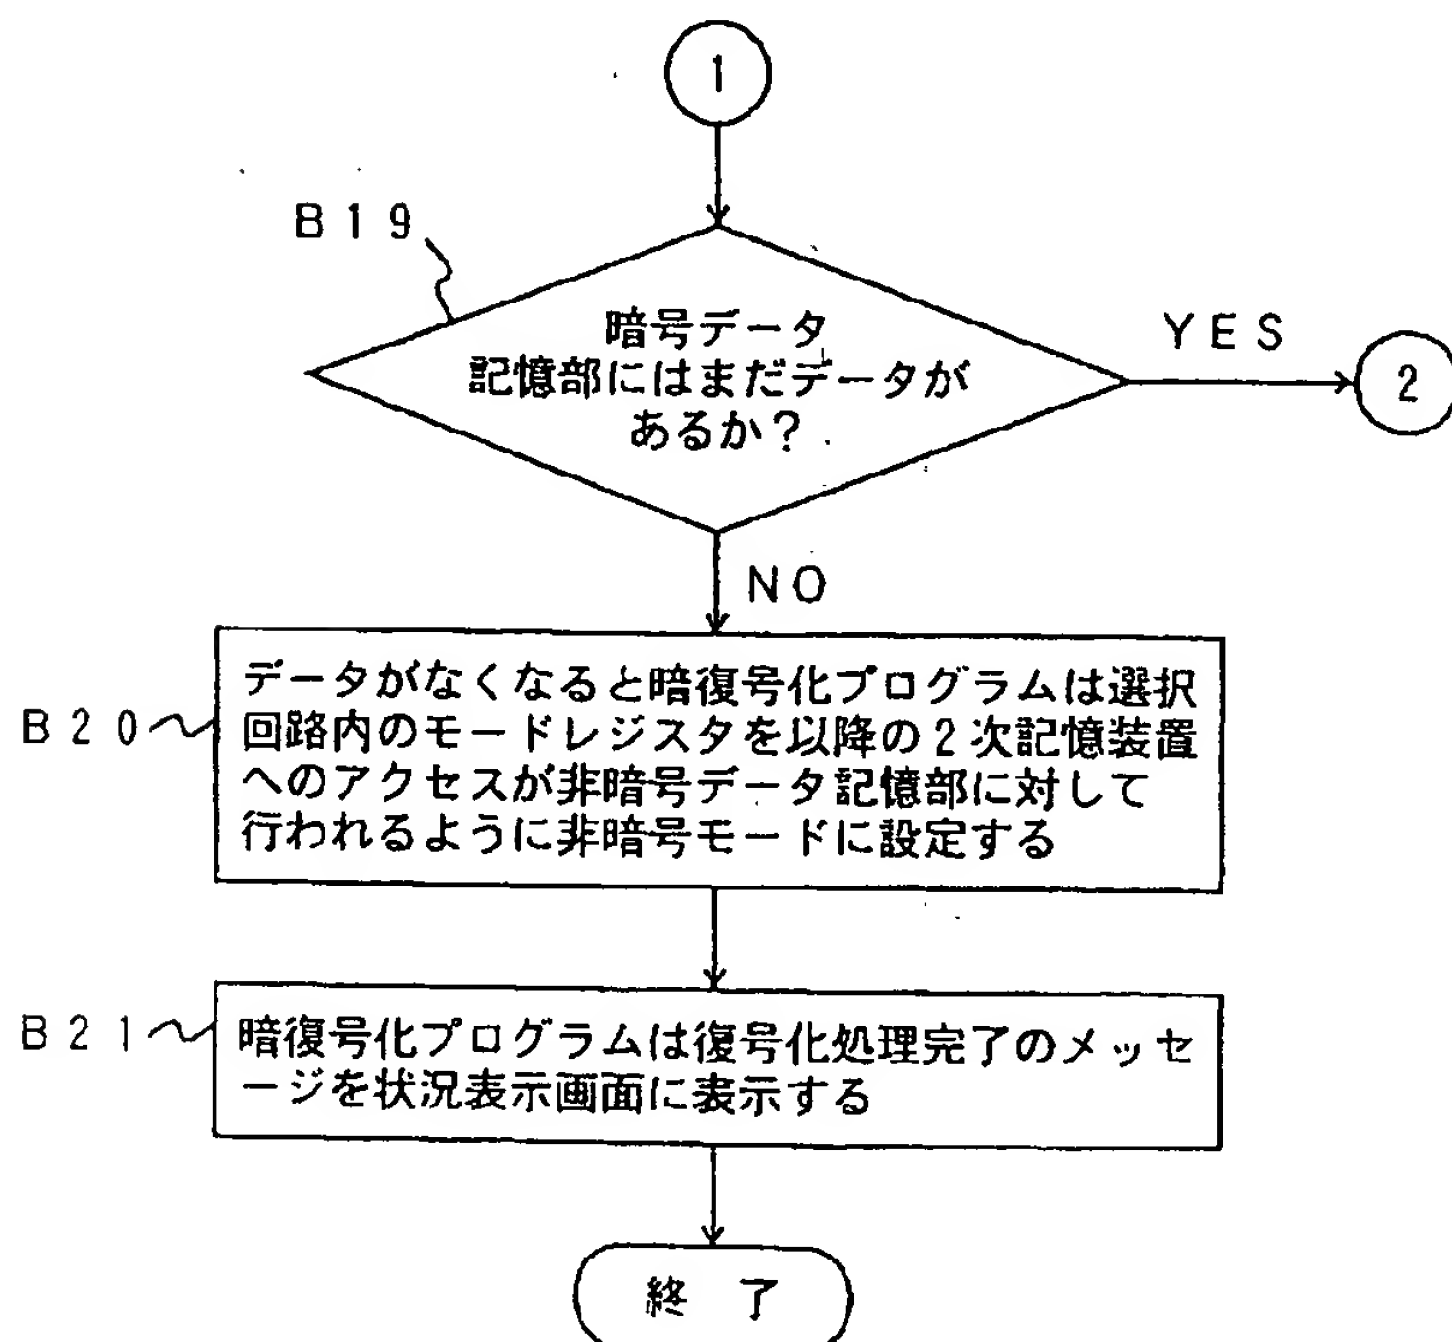 1
B19
暗号データ
記憶部にはまだデータが
あるか?
YES
2
NO
B20
データがなくなると暗復号化プログラムは選択
回路内のモードレジスタを以降の2次記憶装置
へのアクセスが非暗号データ記憶部に対して
行われるように非暗号モードに設定する
B21
暗復号化プログラムは復号化処理完了のメッセ
ージを状況表示画面に表示する
終 了